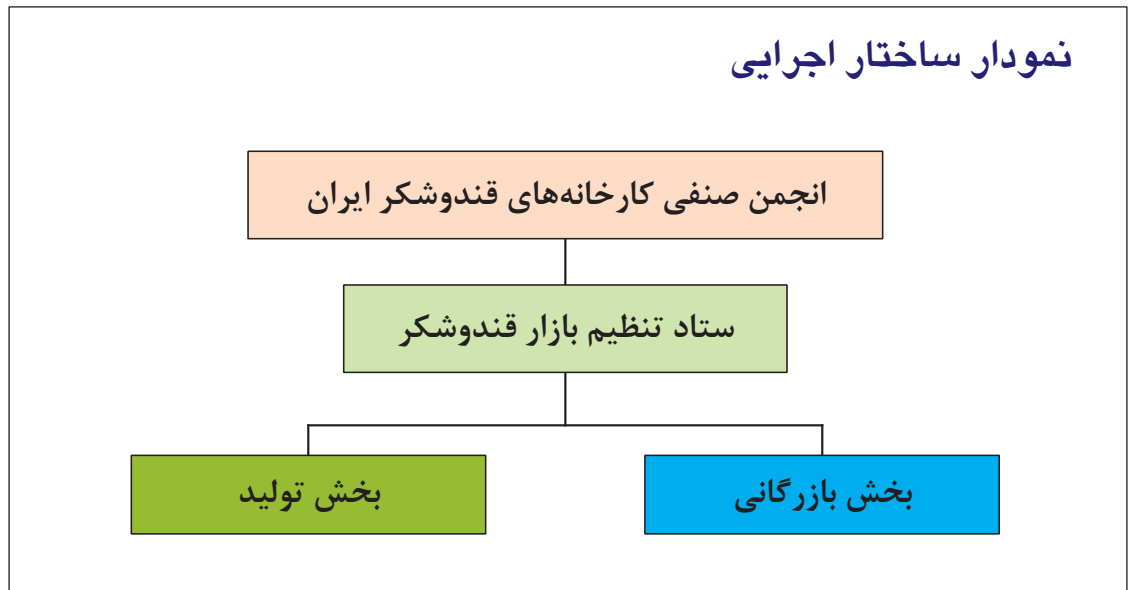 نمودار ساختار اجرایی
انجمن صنفی کارخانه‌های قندوشکر ایران
ستاد تنظیم بازار قندوشکر
بخش بازرگانی
بخش تولید